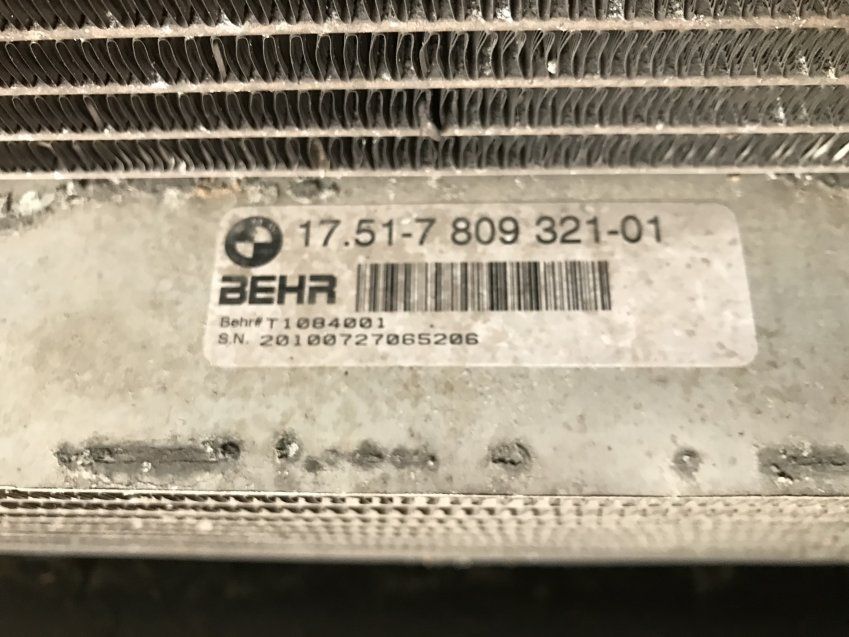 17.51-7 809 321-01
BEHR
Behr# T1084001
S.N. 20100727065206